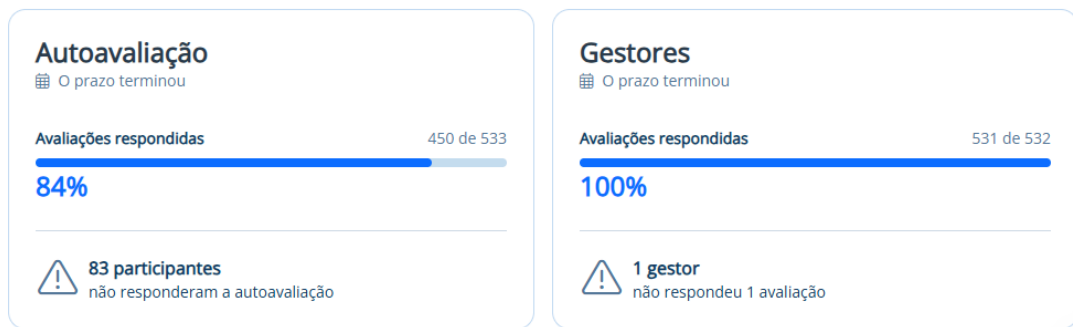 Autoavaliação
O prazo terminou
Avaliações respondidas 450 de 533
84%
83 participantes
não responderam a autoavaliação
Gestores
O prazo terminou
Avaliações respondidas 531 de 532
100%
1 gestor
não respondeu 1 avaliação